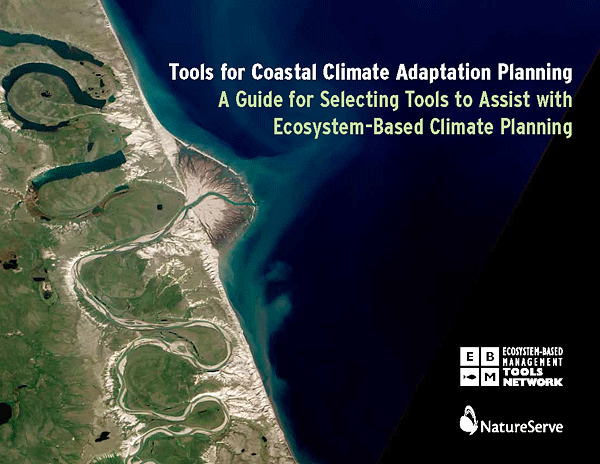 Tools for Coastal Climate Adaptation Planning
A Guide for Selecting Tools to Assist with
Ecosystem-Based Climate Planning
E B
M
ECOSYSTEM-BASED
MANAGEMENT
TOOLS
NETWORK
NatureServe